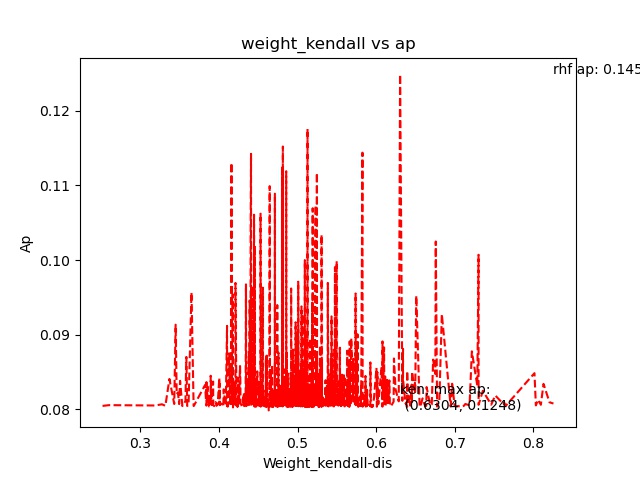 weight_kendall vs ap
rhf ap: 0.145
0.12
0.11
0.10
0.09
0.08
Ap
ken: max ap:
(0.6304, 0.1248)
0.3 0.4 0.5 0.6 0.7 0.8
Weight_kendall-dis